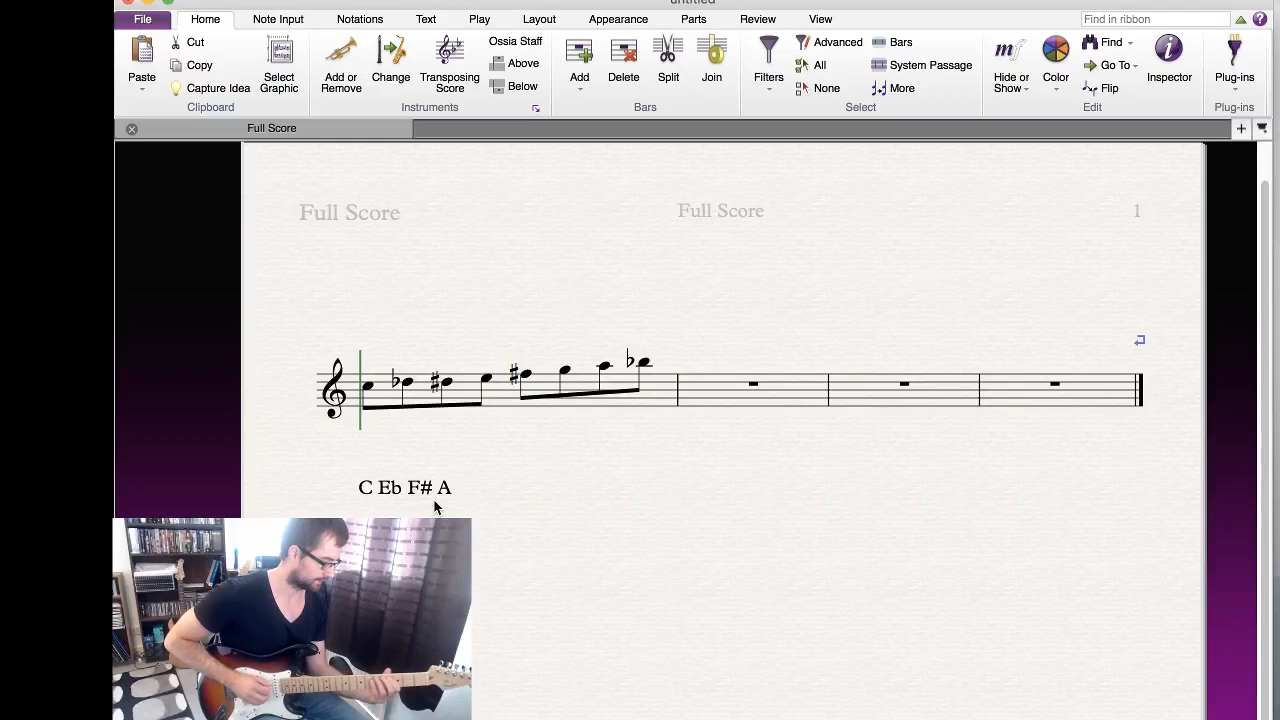 untitled
File Home Note Input Notations Text Play Layout Appearance Parts Review View Find in ribbon
Paste
Cut
Copy
Capture Idea
Select
Graphic
Clipboard
Add or
Remove
Change
Transposing
Score
Ossia Staff
Above
Below
Instruments
Add
Delete
Split
Join
Bars
Filters
Advanced
All
None
Bars
System Passage
More
Select
Hide or
Show
Color
Find
Go To
Flip
Edit
Inspector
Plug-ins
Plug-ins
Full Score
Full Score Full Score 1
C Eb F# A